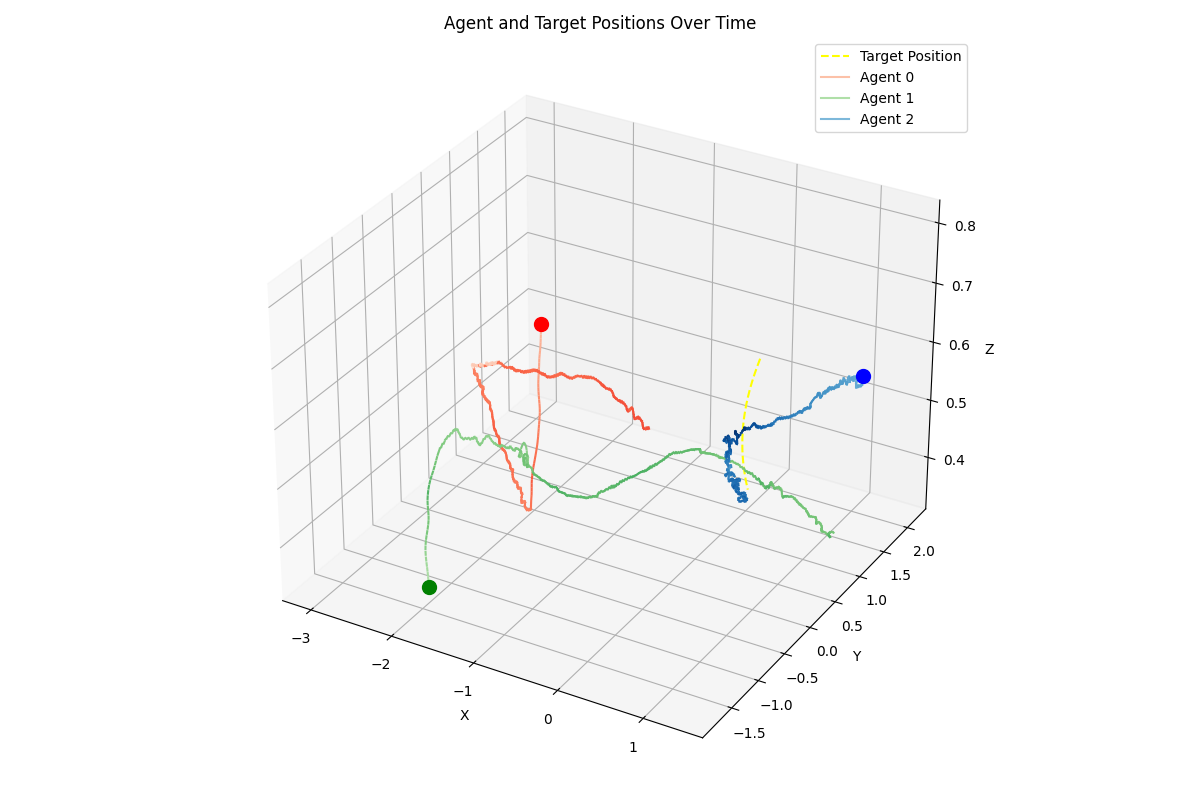 Agent and Target Positions Over Time
Target Position
Agent 0
Agent 1
Agent 2
0.8
0.7
0.6
Z
0.5
0.4
2.0
1.5
1.0
0.5
0.0
Y
−0.5
−1.0
−1.5
−3
−2
−1
X
0
1